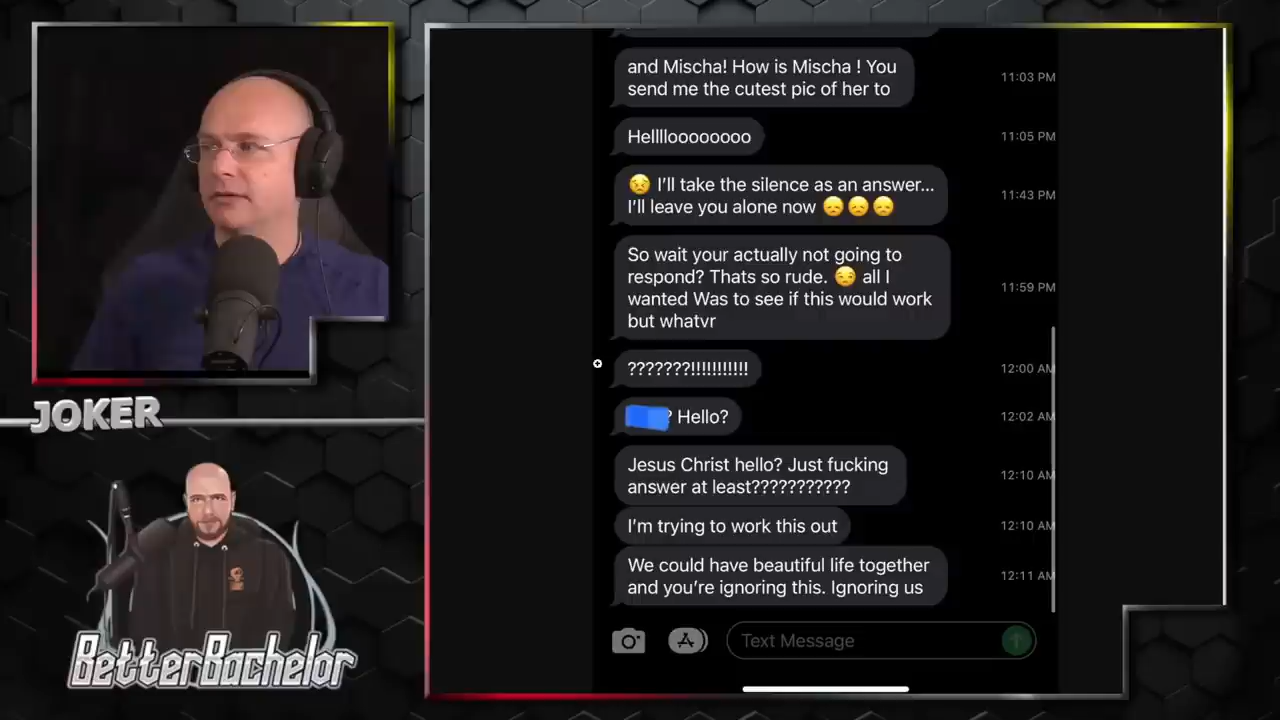 and Mischa! How is Mischa ! You
send me the cutest pic of her to
11:03 PM
Helllloooooooo
11:05 PM
😣 I'll take the silence as an answer...
I'll leave you alone now 😞😞😞
11:43 PM
So wait your actually not going to
respond? Thats so rude. 😒 all I
wanted Was to see if this would work
but whatvr
11:59 PM
???????!!!!!!!!!!!
12:00 AM
? Hello?
12:02 AM
Jesus Christ hello? Just fucking
answer at least???????????
12:10 AM
I'm trying to work this out
12:10 AM
We could have beautiful life together
and you're ignoring this. Ignoring us
12:11 AM
Text Message
JOKER
BetterBachelor